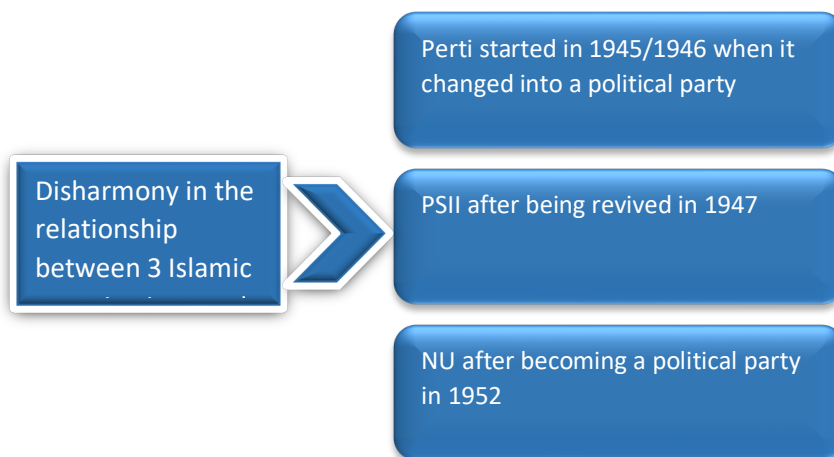 Disharmony in the
relationship
between 3 Islamic
Perti started in 1945/1946 when it
changed into a political party
PSII after being revived in 1947
NU after becoming a political party
in 1952